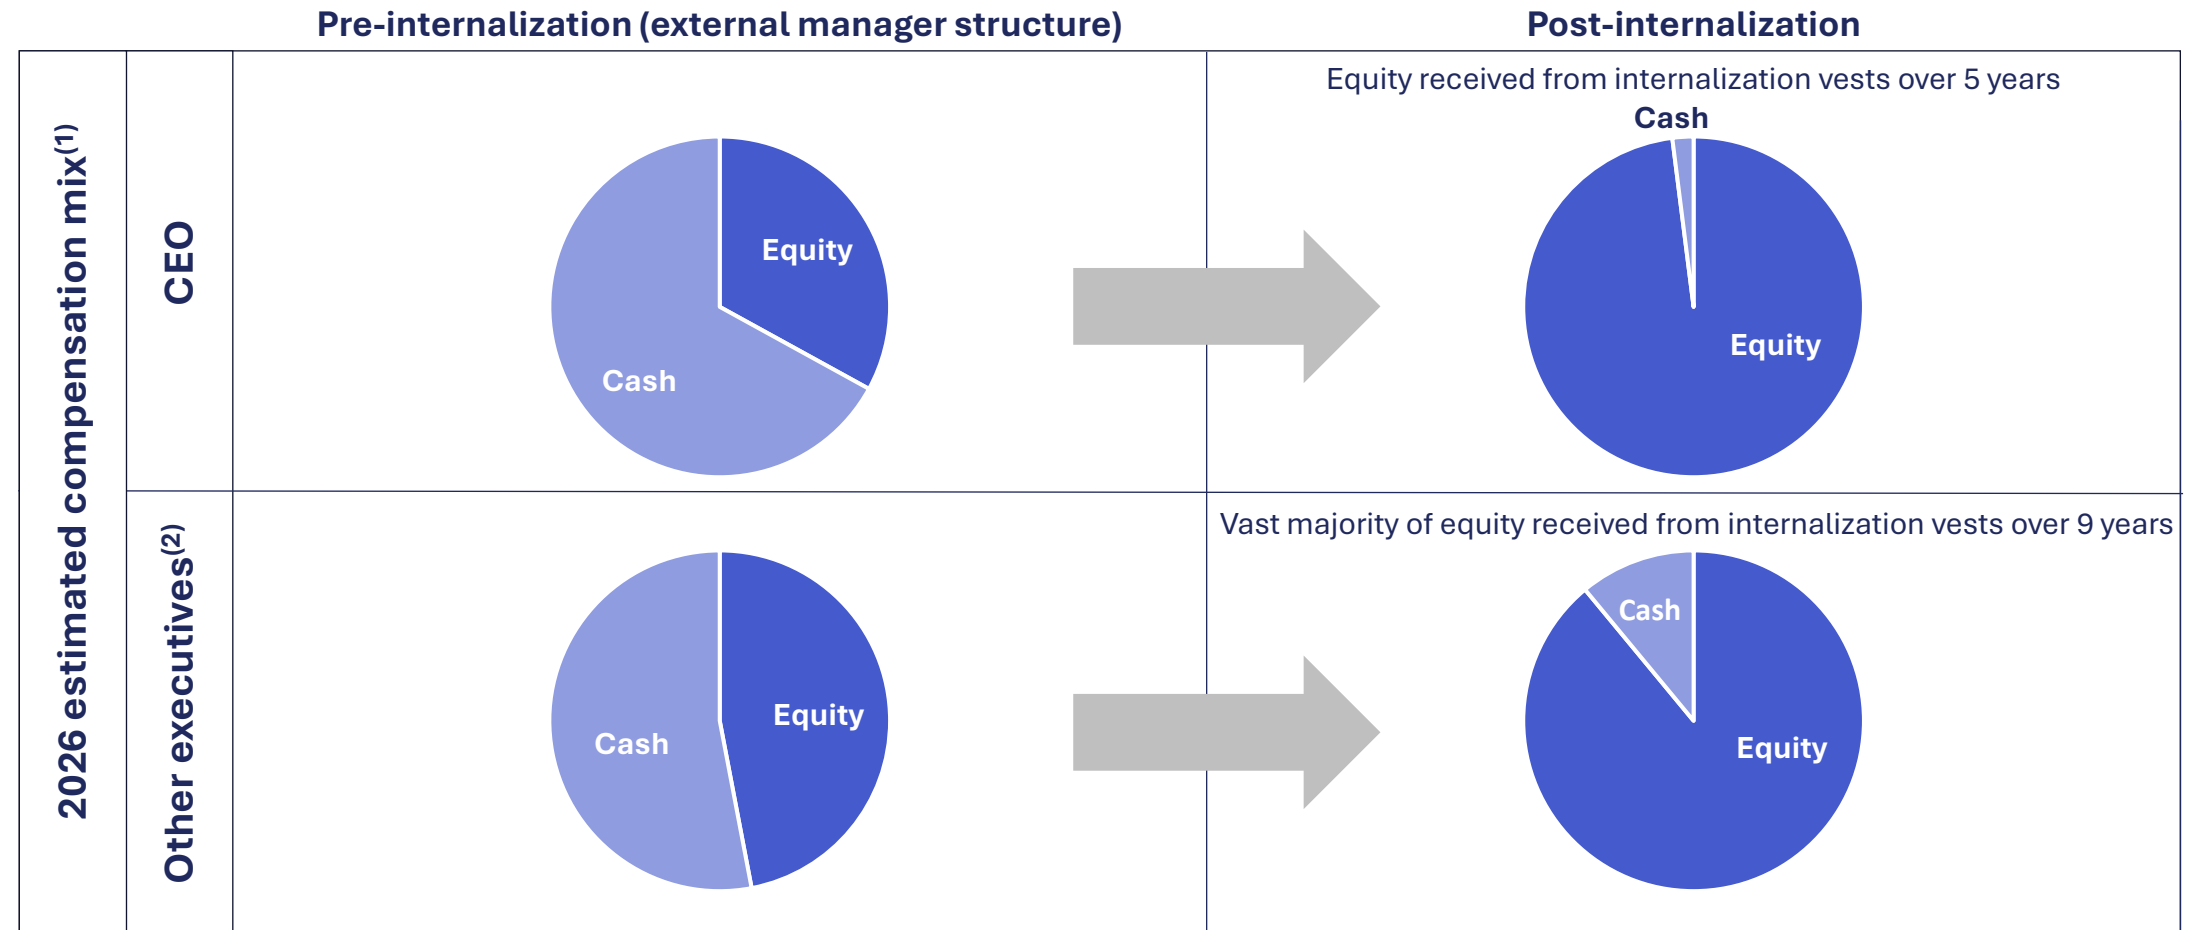 Pre-internalization (external manager structure)
Post-internalization
2026 estimated compensation mix(1)
CEO
Equity
Cash
Equity received from internalization vests over 5 years
Cash
Equity
Other executives(2)
Equity
Cash
Vast majority of equity received from internalization vests over 9 years
Cash
Equity